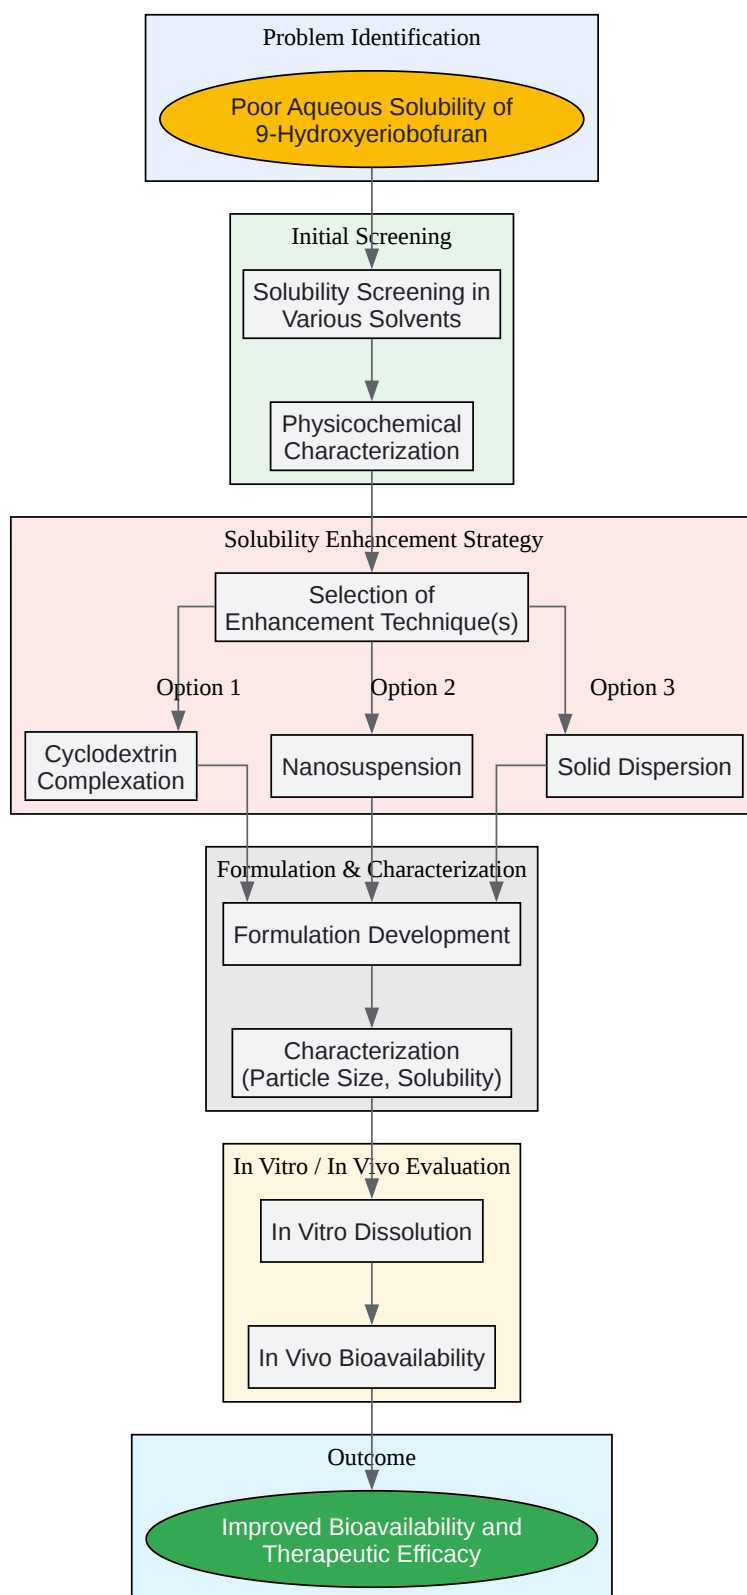 Problem Identification
Poor Aqueous Solubility of
9-Hydroxyeriobofuran
Initial Screening
Solubility Screening in
Various Solvents
Physicochemical
Characterization
Solubility Enhancement Strategy
Selection of
Enhancement Technique(s)
Option 1
Option 2
Option 3
Cyclodextrin
Complexation
Nanosuspension
Solid Dispersion
Formulation & Characterization
Formulation Development
Characterization
(Particle Size, Solubility)
In Vitro / In Vivo Evaluation
In Vitro Dissolution
In Vivo Bioavailability
Outcome
Improved Bioavailability and
Therapeutic Efficacy